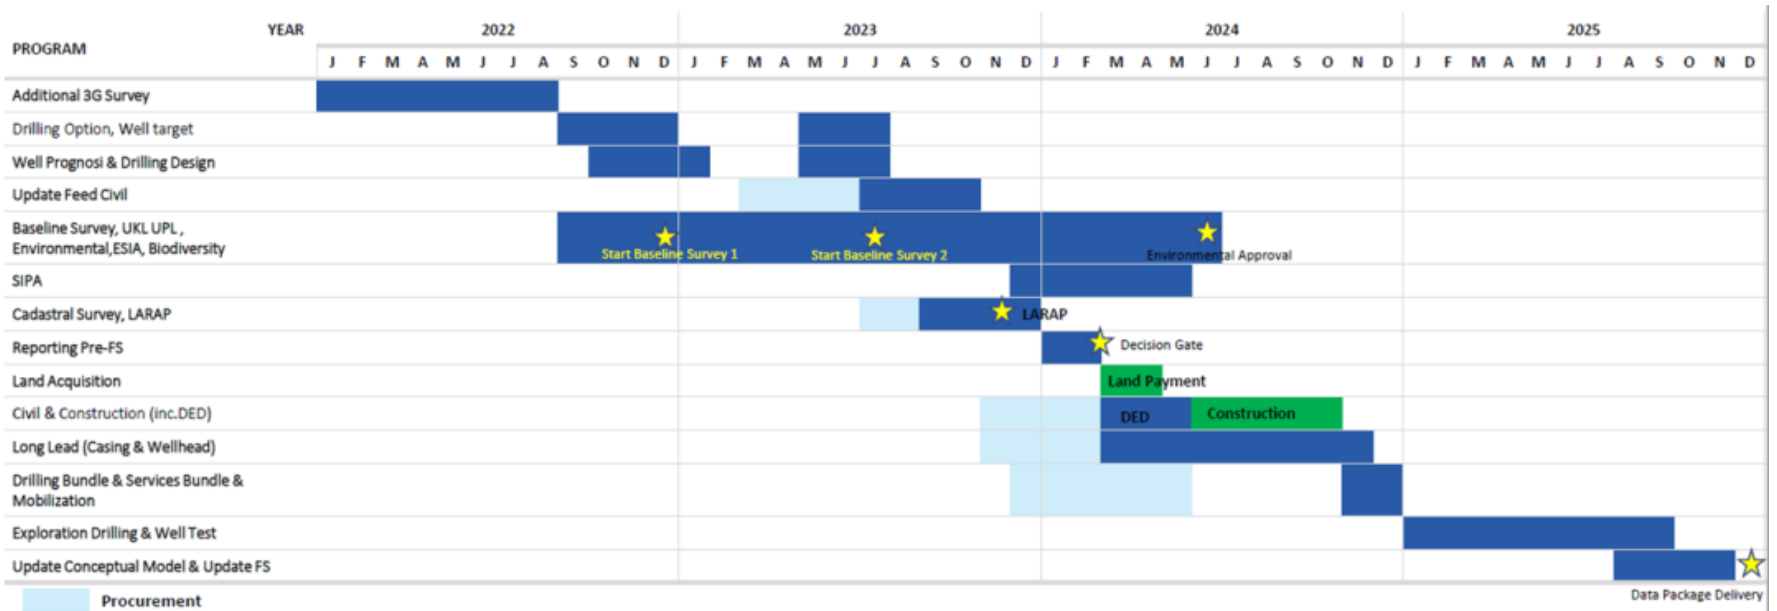 YEAR 2022 2023 2024 2025
PROGRAM
J F M A M J J A S O N D J F M A M J J A S O N D J F M A M J J A S O N D J F M A M J J A S O N D
Additional 3G Survey
Drilling Option, Well target
Well Prognosi & Drilling Design
Update Feed Civil
Baseline Survey, UKL UPL ,
Environmental,ESIA, Biodiversity
Start Baseline Survey 1 Start Baseline Survey 2 Environmental Approval
SIPA
Cadastral Survey, LARAP LARAP
Reporting Pre-FS Decision Gate
Land Acquisition Land Payment
Civil & Construction (inc.DED) DED Construction
Long Lead (Casing & Wellhead)
Drilling Bundle & Services Bundle &
Mobilization
Exploration Drilling & Well Test
Update Conceptual Model & Update FS
Data Package Delivery
Procurement